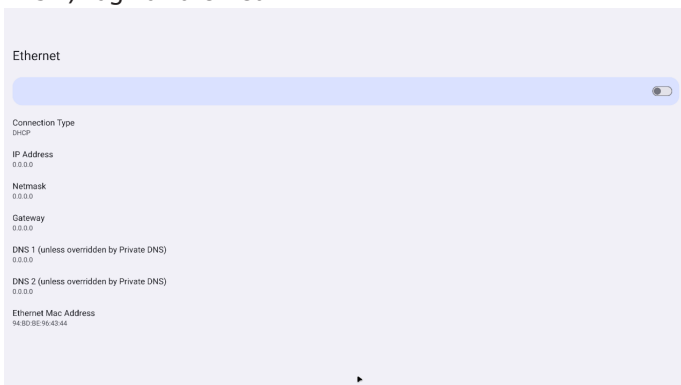 Ethernet
Connection Type
DHCP
IP Address
0.0.0.0
Netmask
0.0.0.0
Gateway
0.0.0.0
DNS 1 (unless overridden by Private DNS)
0.0.0.0
DNS 2 (unless overridden by Private DNS)
0.0.0.0
Ethernet Mac Address
94:BD:BE:96:43:44